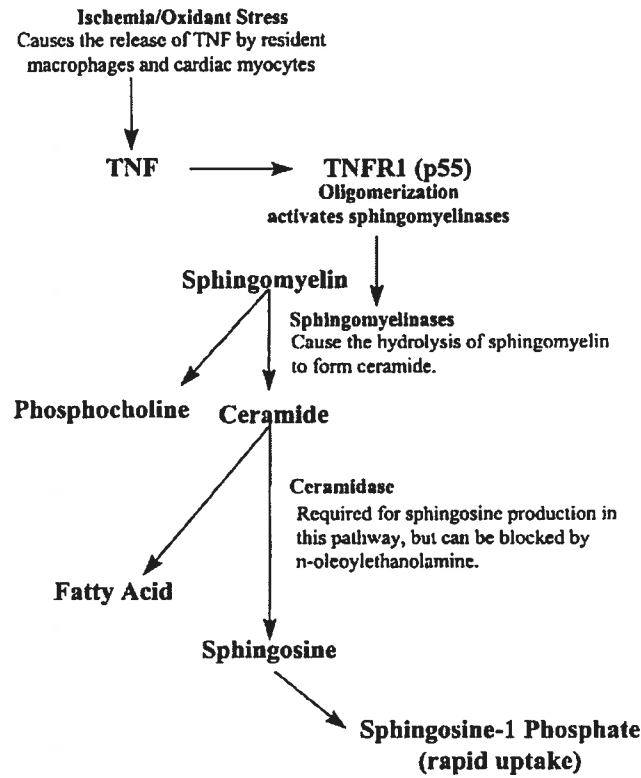 Ischemia/Oxidant Stress
Causes the release of TNF by resident
macrophages and cardiac myocytes
TNF
TNFR1 (p55)
Oligomerization
activates sphingomyelinases
Sphingomyelin
Sphingomyelinases
Cause the hydrolysis of sphingomyelin
to form ceramide.
Phosphocholine
Ceramide
Ceramidase
Required for sphingosine production in
this pathway, but can be blocked by
n-oleoylethanolamine.
Fatty Acid
Sphingosine
Sphingosine-1 Phosphate
(rapid uptake)